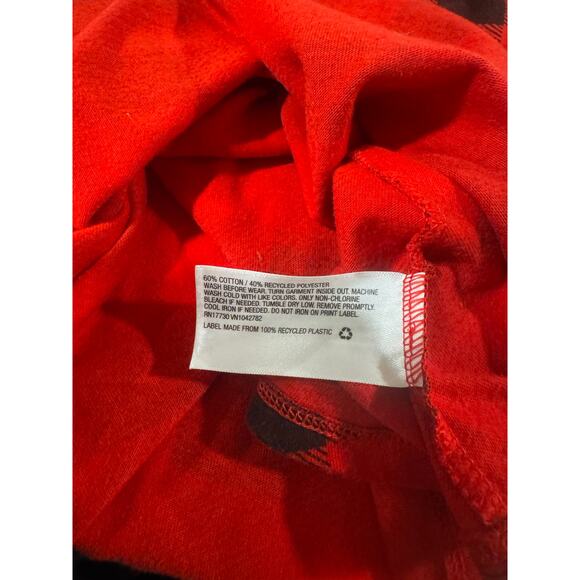 60% COTTON / 40% RECYCLED POLYESTER
WASH BEFORE WEAR. TURN GARMENT INSIDE OUT. MACHINE
WASH COLD WITH LIKE COLORS. ONLY NON-CHLORINE
BLEACH IF NEEDED. TUMBLE DRY LOW. REMOVE PROMPTLY.
COOL IRON IF NEEDED. DO NOT IRON ON PRINT LABEL.
RN17730 VN1042782
LABEL MADE FROM 100% RECYCLED PLASTIC